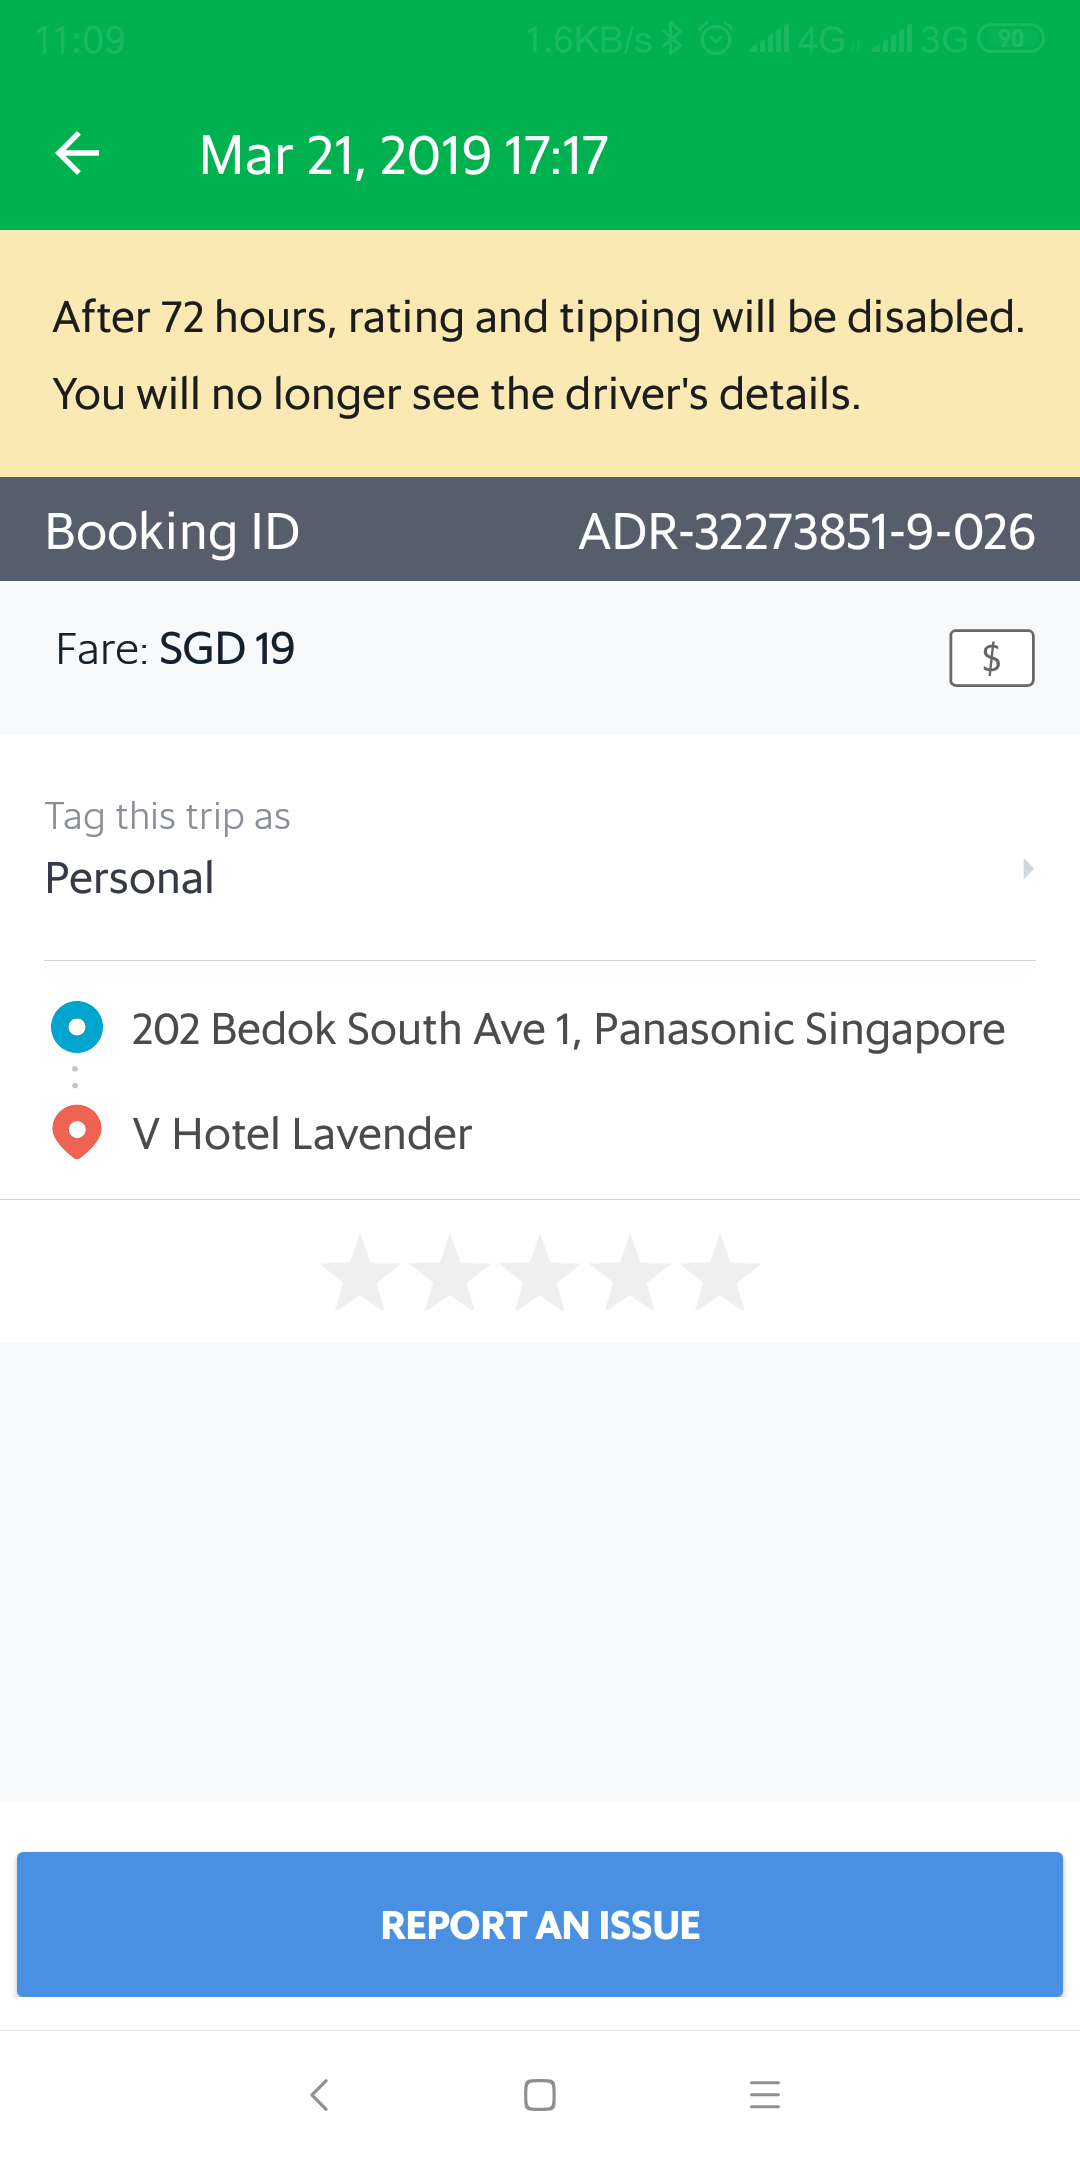 11:09 1.6KB/s 4G 3G 90
Mar 21, 2019 17:17
After 72 hours, rating and tipping will be disabled.
You will no longer see the driver's details.
Booking ID ADR-32273851-9-026
Fare: SGD 19 $
Tag this trip as
Personal
202 Bedok South Ave 1, Panasonic Singapore
V Hotel Lavender
REPORT AN ISSUE